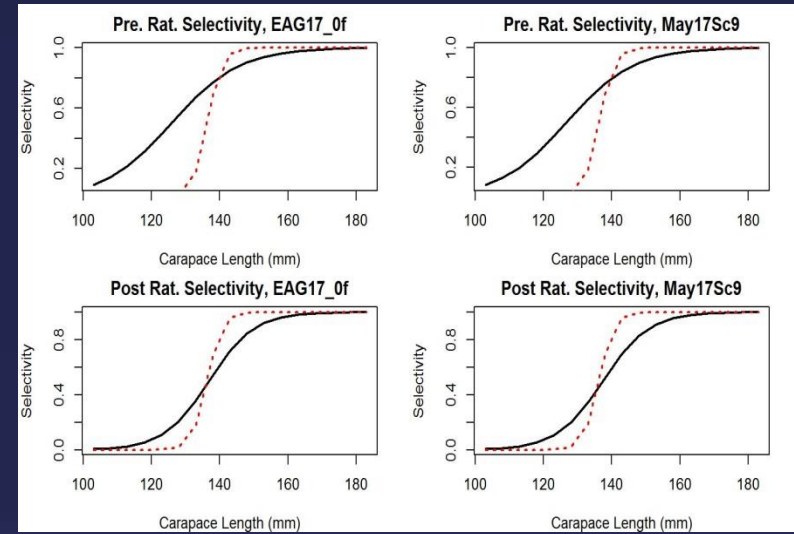 Pre. Rat. Selectivity, EAG17_0f
Selectivity
0.2 0.6 1.0
100 120 140 160 180
Carapace Length (mm)
Pre. Rat. Selectivity, May17Sc9
Selectivity
0.2 0.6 1.0
100 120 140 160 180
Carapace Length (mm)
Post Rat. Selectivity, EAG17_0f
Selectivity
0.0 0.4 0.8
100 120 140 160 180
Carapace Length (mm)
Post Rat. Selectivity, May17Sc9
Selectivity
0.0 0.4 0.8
100 120 140 160 180
Carapace Length (mm)